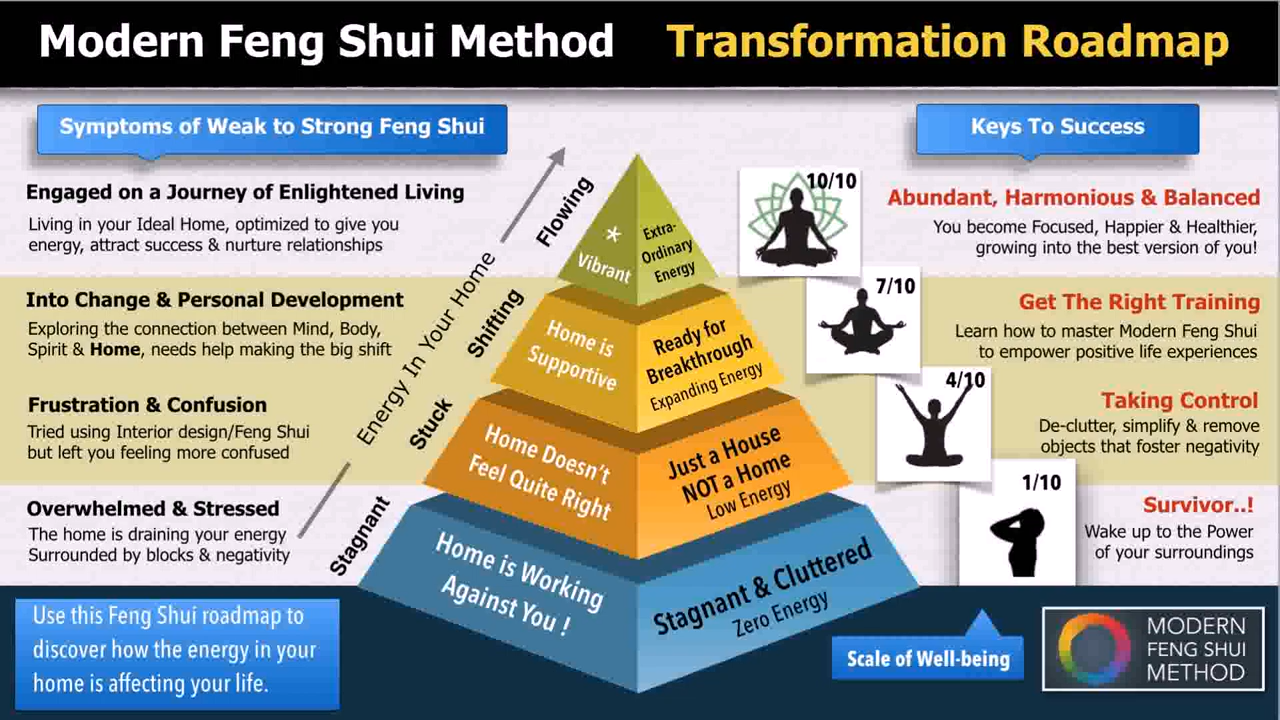 Modern Feng Shui Method Transformation Roadmap
Symptoms of Weak to Strong Feng Shui
Engaged on a Journey of Enlightened Living
Living in your Ideal Home, optimized to give you
energy, attract success & nurture relationships
Into Change & Personal Development
Exploring the connection between Mind, Body,
Spirit & Home, needs help making the big shift
Frustration & Confusion
Tried using Interior design/Feng Shui
but left you feeling more confused
Overwhelmed & Stressed
The home is draining your energy
Surrounded by blocks & negativity
Use this Feng Shui roadmap to
discover how the energy in your
home is affecting your life.
Energy In Your Home
Flowing
Shifting
Stuck
Stagnant
*
Vibrant
Extra-
Ordinary
Energy
Home is
Supportive
Ready for
Breakthrough
Expanding Energy
Home Doesn't
Feel Quite Right
Just a House
NOT a Home
Low Energy
Home is Working
Against You !
Stagnant & Cluttered
Zero Energy
10/10
7/10
4/10
1/10
Scale of Well-being
Keys To Success
Abundant, Harmonious & Balanced
You become Focused, Happier & Healthier,
growing into the best version of you!
Get The Right Training
Learn how to master Modern Feng Shui
to empower positive life experiences
Taking Control
De-clutter, simplify & remove
objects that foster negativity
Survivor..!
Wake up to the Power
of your surroundings
MODERN
FENG SHUI
METHOD